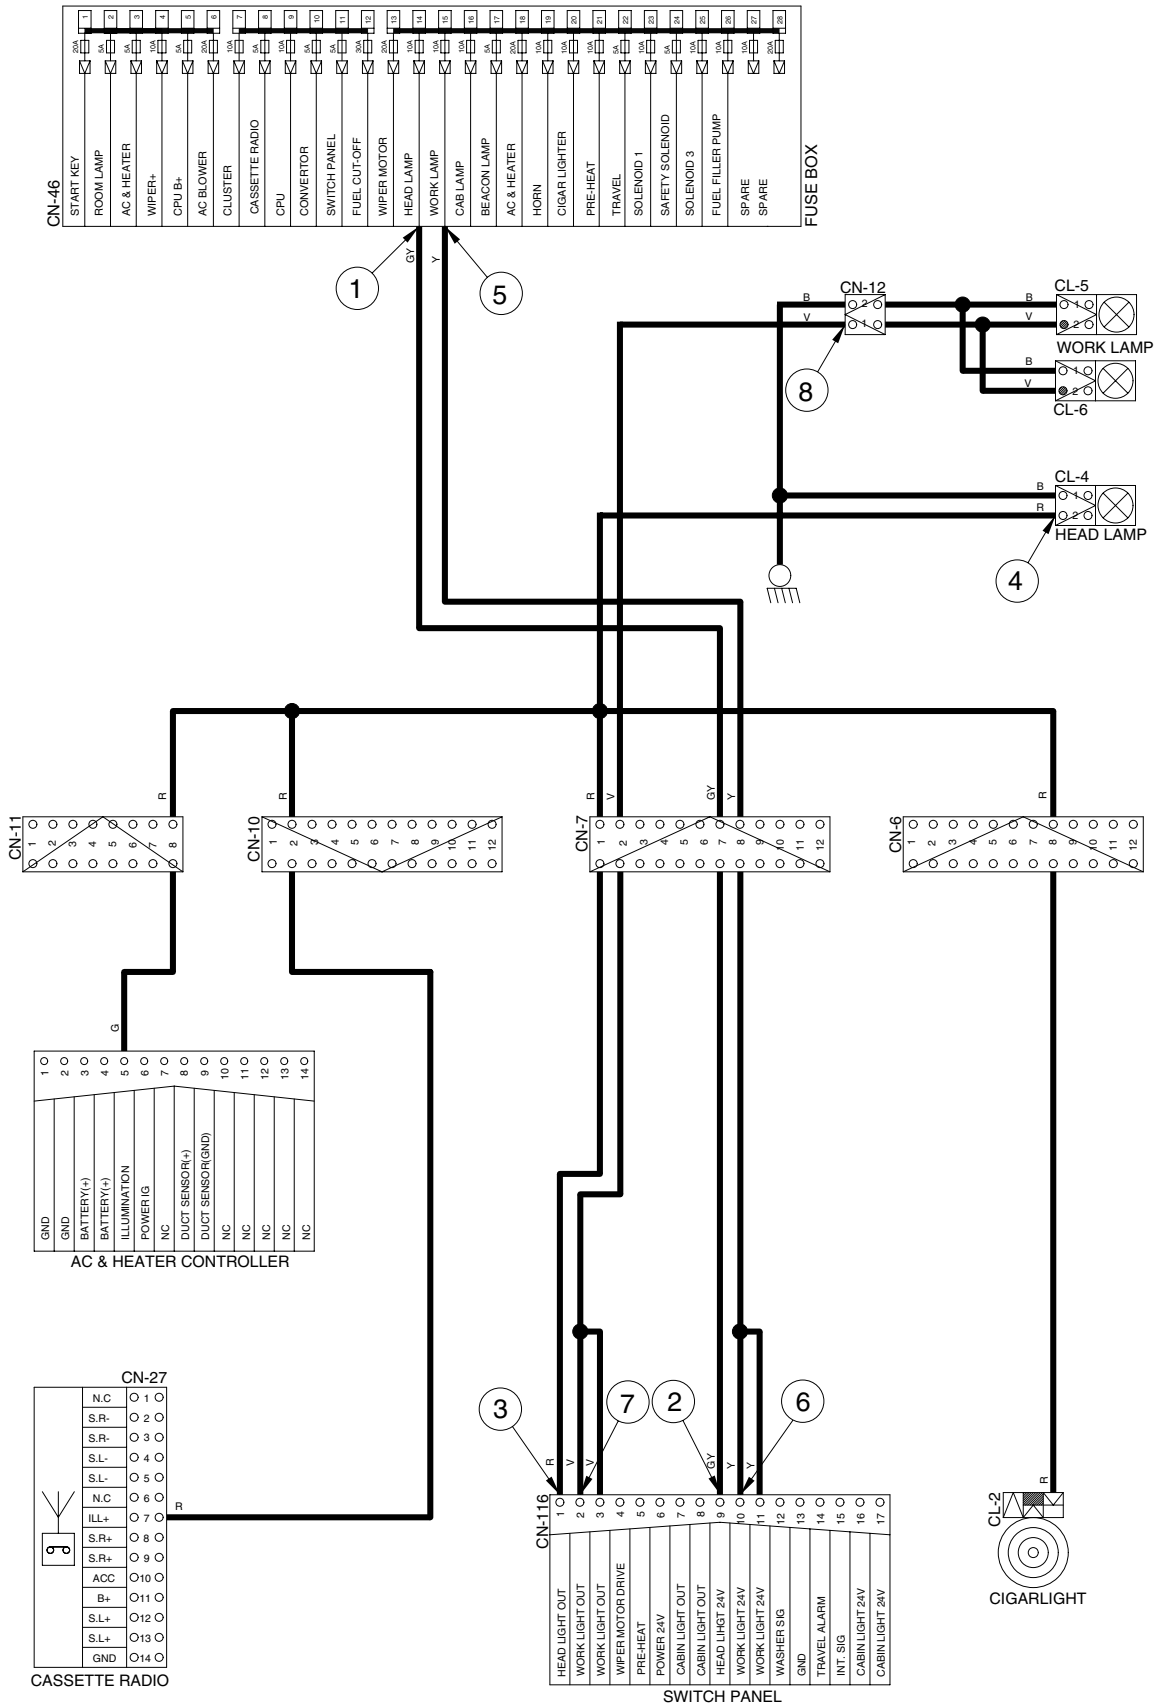 1 2 3 4 5 6 7 8 9 10 11 12 13 14 15 16 17 18 19 20 21 22 23 24 25 26 27 28
20A 5A 5A 10A 5A 20A 10A 5A 10A 5A 5A 30A 20A 10A 10A 10A 5A 10A 10A 10A 10A 5A 10A 5A 10A 10A 10A 20A
CN-46
START KEY
ROOM LAMP
AC & HEATER
WIPER+
CPU B+
AC BLOWER
CLUSTER
CASSETTE RADIO
CPU
CONVERTOR
SWITCH PANEL
FUEL CUT-OFF
WIPER MOTOR
HEAD LAMP
WORK LAMP
CAB LAMP
BEACON LAMP
AC & HEATER
HORN
CIGAR LIGHTER
PRE-HEAT
TRAVEL
SOLENOID 1
SAFETY SOLENOID
SOLENOID 3
FUEL FILLER PUMP
SPARE
SPARE
FUSE BOX
GY
Y
1
5
CN-12
CL-5
B
2
B
1
V
1
V
2
WORK LAMP
8
B
1
V
2
CL-6
CL-4
B
1
R
2
HEAD LAMP
4
R
R
R
V
GY
Y
R
CN-11
1 2 3 4 5 6 7 8
CN-10
1 2 3 4 5 6 7 8 9 10 11 12
CN-7
1 2 3 4 5 6 7 8 9 10 11 12
CN-6
1 2 3 4 5 6 7 8 9 10 11 12
G
1 2 3 4 5 6 7 8 9 10 11 12 13 14
GND
GND
BATTERY(+)
BATTERY(+)
ILLUMINATION
POWER IG
NC
DUCT SENSOR(+)
DUCT SENSOR(GND)
NC
NC
NC
NC
NC
AC & HEATER CONTROLLER
CN-27
N.C 1
S.R- 2
S.R- 3
S.L- 4
S.L- 5
N.C 6
ILL+ 7
S.R+ 8
S.R+ 9
ACC 10
B+ 11
S.L+ 12
S.L+ 13
GND 14
R
CASSETTE RADIO
3
7
2
6
R
V
V
GY
Y
Y
R
CN-116
1 2 3 4 5 6 7 8 9 10 11 12 13 14 15 16 17
HEAD LIGHT OUT
WORK LIGHT OUT
WORK LIGHT OUT
WIPER MOTOR DRIVE
PRE-HEAT
POWER 24V
CABIN LIGHT OUT
CABIN LIGHT OUT
HEAD LIHGT 24V
WORK LIGHT 24V
WORK LIGHT 24V
WASHER SIG
GND
TRAVEL ALARM
INT. SIG
CABIN LIGHT 24V
CABIN LIGHT 24V
SWITCH PANEL
CL-2
CIGARLIGHT